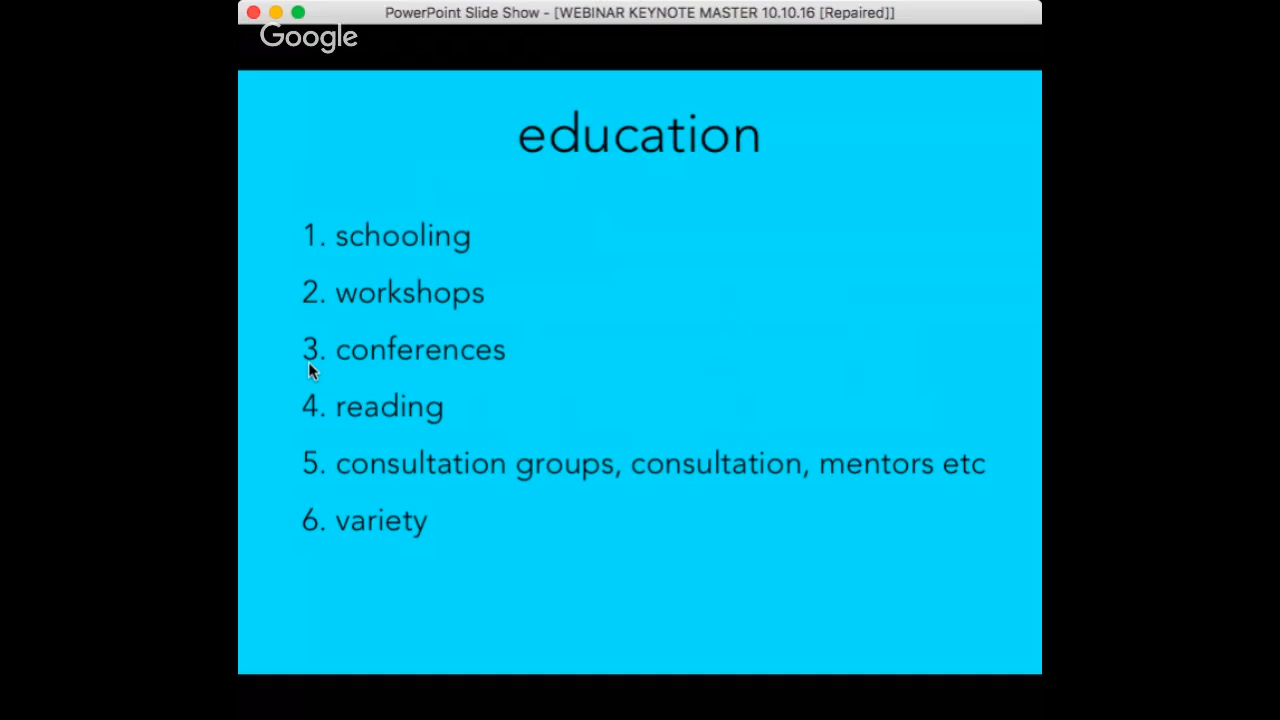 PowerPoint Slide Show - [WEBINAR KEYNOTE MASTER 10.10.16 [Repaired]]
Google
education
1. schooling
2. workshops
3. conferences
4. reading
5. consultation groups, consultation, mentors etc
6. variety